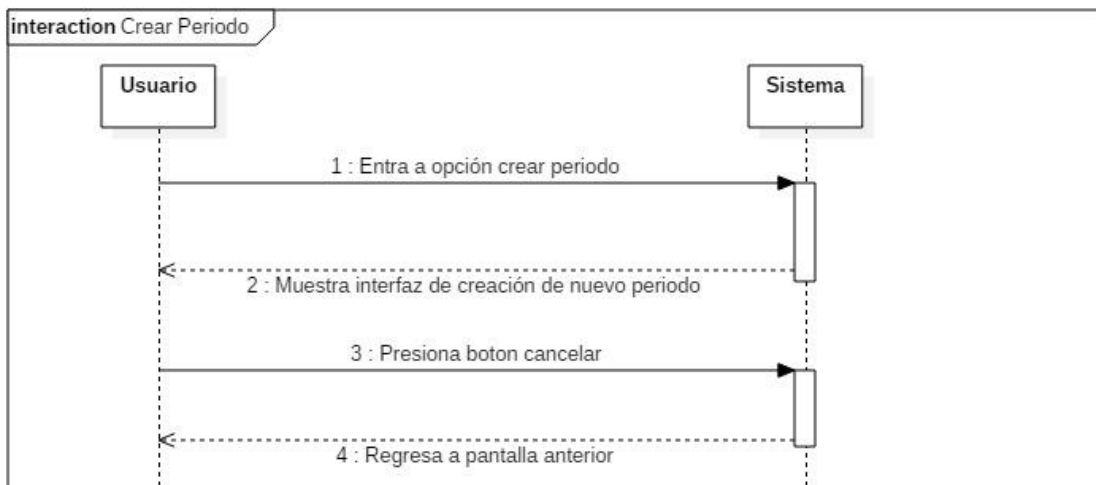 interaction Crear Periodo
Usuario
Sistema
1 : Entra a opción crear periodo
2 : Muestra interfaz de creación de nuevo periodo
3 : Presiona boton cancelar
4 : Regresa a pantalla anterior